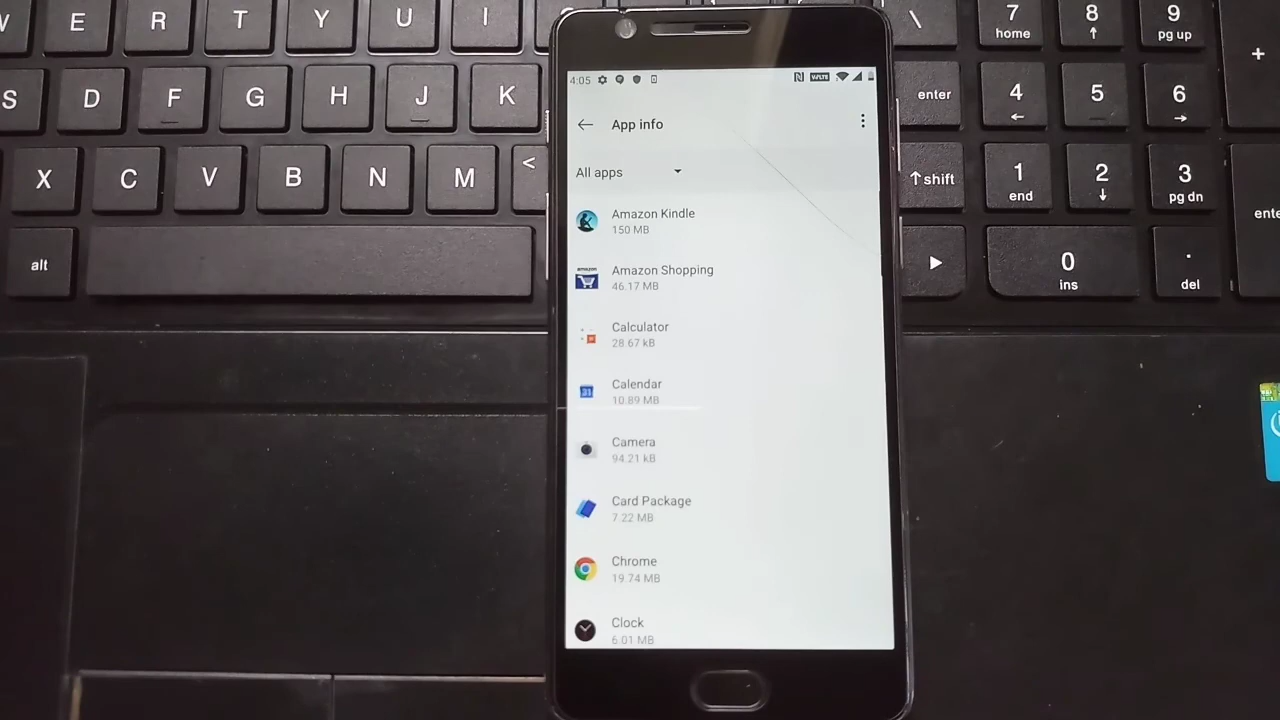 W E R T Y U I \ 7 8 9 +
home ↑ pg up
S D F G H J K enter 4 5 6
← →
X C V B N M < ↑ shift 1 2 3
end ↓ pg dn
alt 0 .
ins del
4:05 VoLTE
App info
All apps
Amazon Kindle
150 MB
amazon
Amazon Shopping
46.17 MB
Calculator
28.67 kB
31
Calendar
10.89 MB
Camera
94.21 kB
Card Package
7.22 MB
Chrome
19.74 MB
Clock
6.01 MB